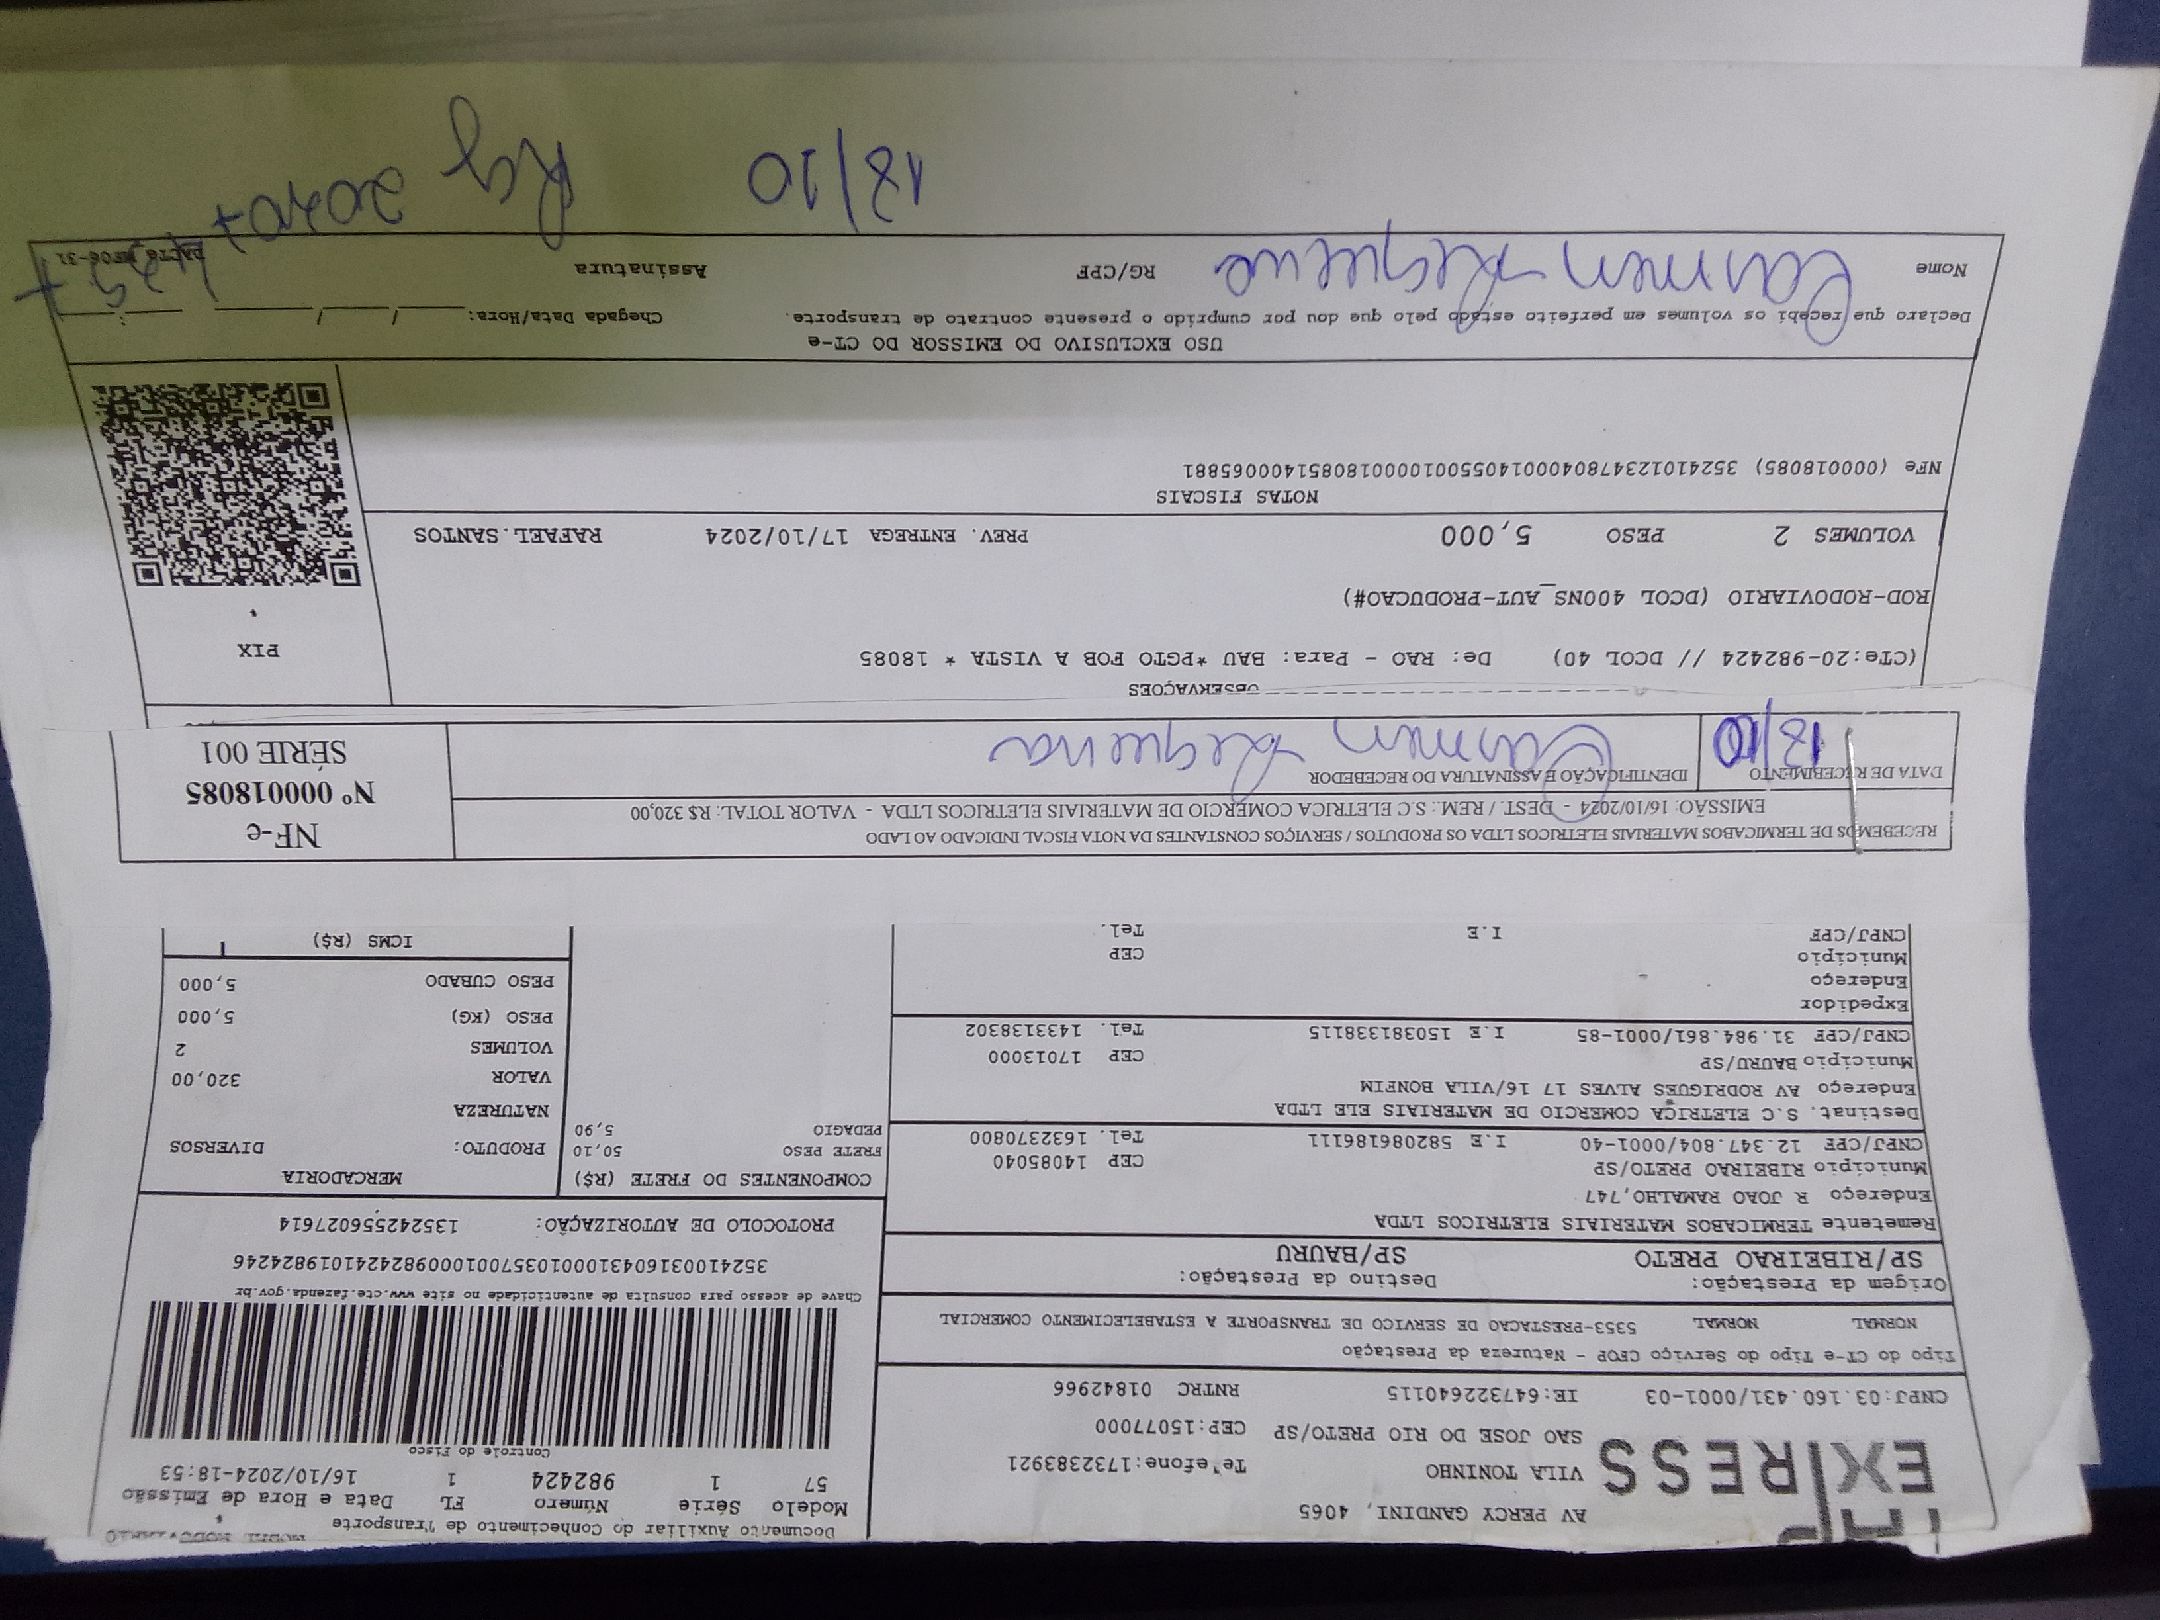 EXPRESS
AV PERCY GANDINI, 4065
VILA TONINHO Telefone:1732383921
SAO JOSE DO RIO PRETO/SP CEP:15077000
CNPJ:03.160.431/0001-03 IE:647322640115 RNTRC 01842966
Documento Auxiliar do Conhecimento de Transporte
Modelo Série Número FL Data e Hora de Emissão
57 1 982424 1 16/10/2024-18:53
Controle do Fisco
Chave de acesso para consulta de autenticidade no site www.cte.fazenda.gov.br
35241003160431000103570010009824241019824246
PROTOCOLO DE AUTORIZAÇÃO: 135242556027614
Tipo do CT-e Tipo do Serviço CFOP - Natureza da Prestação
NORMAL NORMAL 5353-PRESTACAO DE SERVICO DE TRANSPORTE A ESTABELECIMENTO COMERCIAL
Origem da Prestação: Destino da Prestação:
SP/RIBEIRAO PRETO SP/BAURU
Remetente TERMICABOS MATERIAIS ELETRICOS LTDA
Endereço R JOAO RAMALHO,747
Município RIBEIRAO PRETO/SP CEP 14085040
CNPJ/CPF 12.347.804/0001-40 I.E 582086186111 Tel. 1632370800
Destinat. S.C ELETRICA COMERCIO DE MATERIAIS ELE LTDA
Endereço AV RODRIGUES ALVES 17 16/VILA BONFIM
Município BAURU/SP CEP 17013000
CNPJ/CPF 31.984.861/0001-85 I.E 150381338115 Tel. 1433138302
Expedidor
Endereço
Município CEP
CNPJ/CPF I.E Tel.
COMPONENTES DO FRETE (R$)
FRETE PESO 50,10
PEDAGIO 5,90
MERCADORIA
PRODUTO: DIVERSOS
NATUREZA
VALOR 320,00
VOLUMES 2
PESO (KG) 5,000
PESO CUBADO 5,000
ICMS (R$)
RECEBEMOS DE TERMICABOS MATERIAIS ELETRICOS LTDA OS PRODUTOS / SERVIÇOS CONSTANTES DA NOTA FISCAL INDICADO AO LADO
EMISSÃO: 16/10/2024 - DEST. / REM.: S.C ELETRICA COMERCIO DE MATERIAIS ELETRICOS LTDA - VALOR TOTAL: R$ 320,00
DATA DE RECEBIMENTO IDENTIFICAÇÃO E ASSINATURA DO RECEBEDOR
18/10 Carmen
NF-e
Nº 000018085
SÉRIE 001
OBSERVAÇOES
(CTe:20-982424 // DCOL 40) De: RAO - Para: BAU *PGTO FOB A VISTA * 18085
ROD-RODOVIARIO (DCOL 400NS_AUT-PRODUCAO#)
PIX
VOLUMES 2 PESO 5,000 PREV. ENTREGA 17/10/2024 RAFAEL.SANTOS
NOTAS FISCAIS
NFe (000018085) 35241012347804000140550010000180851400065881
USO EXCLUSIVO DO EMISSOR DO CT-e
Declaro que recebi os volumes em perfeito estado pelo que dou por cumprido o presente contrato de transporte. Chegada Data/Hora: / / :
Nome Carmen RG/CPF Assinatura
18/10 Rg